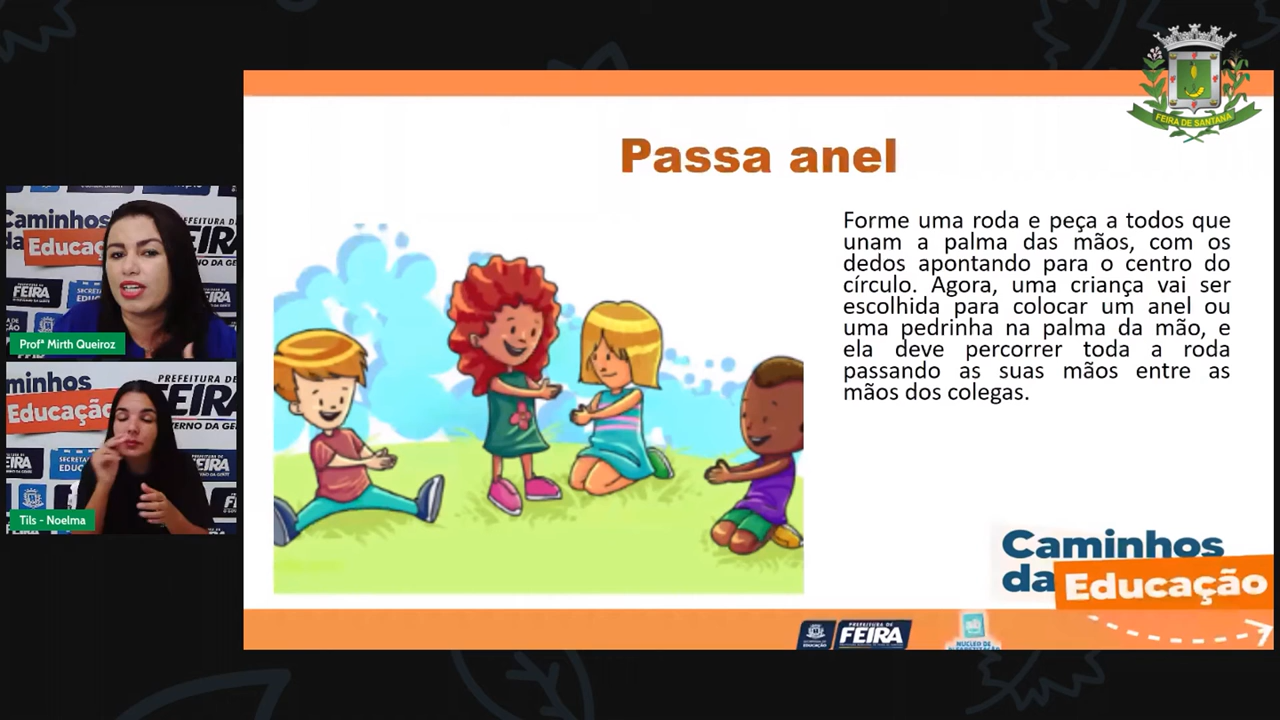 FEIRA DE SANTANA
Passa anel
Forme uma roda e peça a todos que
unam a palma das mãos, com os
dedos apontando para o centro do
círculo. Agora, uma criança vai ser
escolhida para colocar um anel ou
uma pedrinha na palma da mão, e
ela deve percorrer toda a roda
passando as suas mãos entre as
mãos dos colegas.
Caminhos
da Educação
PREFEITURA DE
FEIRA
Profª Mirth Queiroz
Tils - Noelma